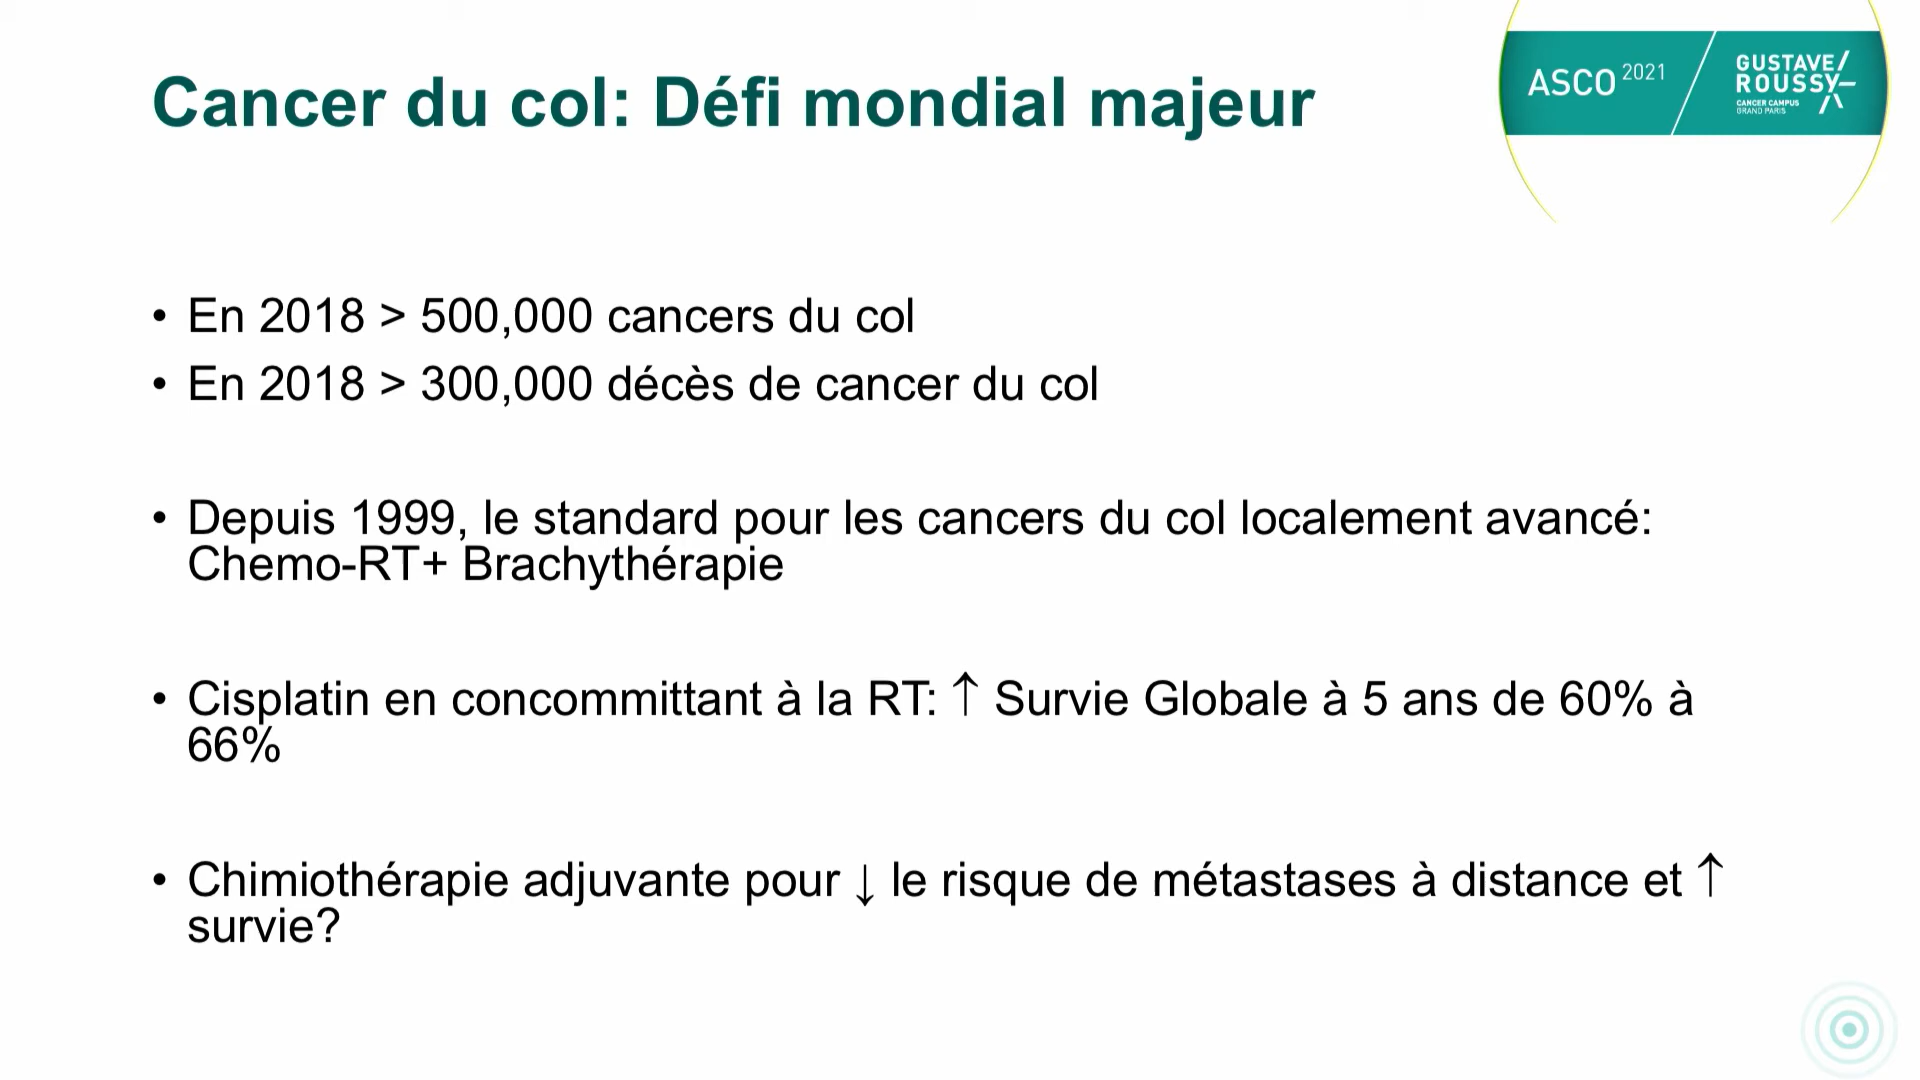 Cancer du col: Défi mondial majeur
ASCO 2021
GUSTAVE/
ROUSSY
CANCER CAMPUS
GRAND PARIS
• En 2018 > 500,000 cancers du col
• En 2018 > 300,000 décès de cancer du col
• Depuis 1999, le standard pour les cancers du col localement avancé:
Chemo-RT+ Brachythérapie
• Cisplatin en concommittant à la RT: ↑ Survie Globale à 5 ans de 60% à
66%
• Chimiothérapie adjuvante pour ↓ le risque de métastases à distance et ↑
survie?